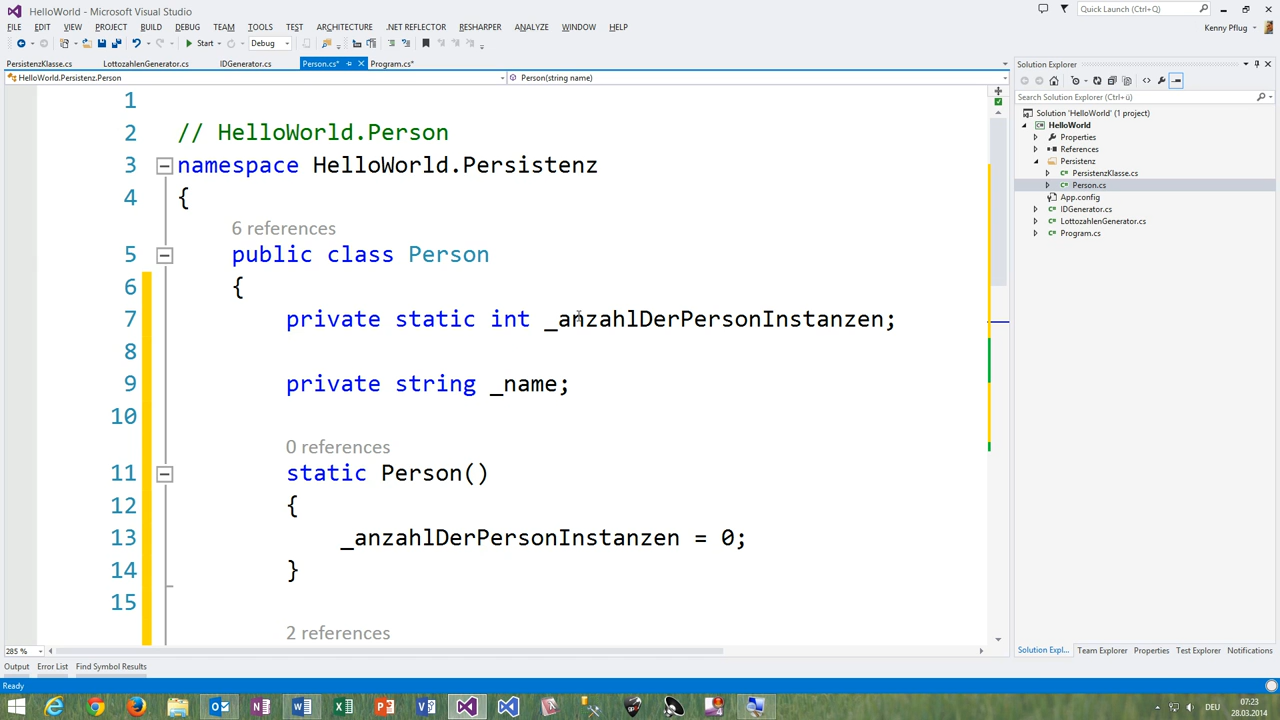 HelloWorld - Microsoft Visual Studio
Quick Launch (Ctrl+Q)
FILE EDIT VIEW PROJECT BUILD DEBUG TEAM TOOLS TEST ARCHITECTURE .NET REFLECTOR RESHARPER ANALYZE WINDOW HELP
Kenny Pflug
Start Debug
PersistenzKlasse.cs LottozahlenGenerator.cs IDGenerator.cs Person.cs* Program.cs*
HelloWorld.Persistenz.Person Person(string name)
1
2 // HelloWorld.Person
3 namespace HelloWorld.Persistenz
4 {
6 references
5 public class Person
6 {
7 private static int _anzahlDerPersonInstanzen;
8
9 private string _name;
10
0 references
11 static Person()
12 {
13 _anzahlDerPersonInstanzen = 0;
14 }
15
2 references
285 %
Solution Explorer
Search Solution Explorer (Ctrl+ü)
Solution 'HelloWorld' (1 project)
HelloWorld
Properties
References
Persistenz
PersistenzKlasse.cs
Person.cs
App.config
IDGenerator.cs
LottozahlenGenerator.cs
Program.cs
Solution Expl... Team Explorer Properties Test Explorer Notifications
Output Error List Find Symbol Results
Ready
DEU
07:23
28.03.2014